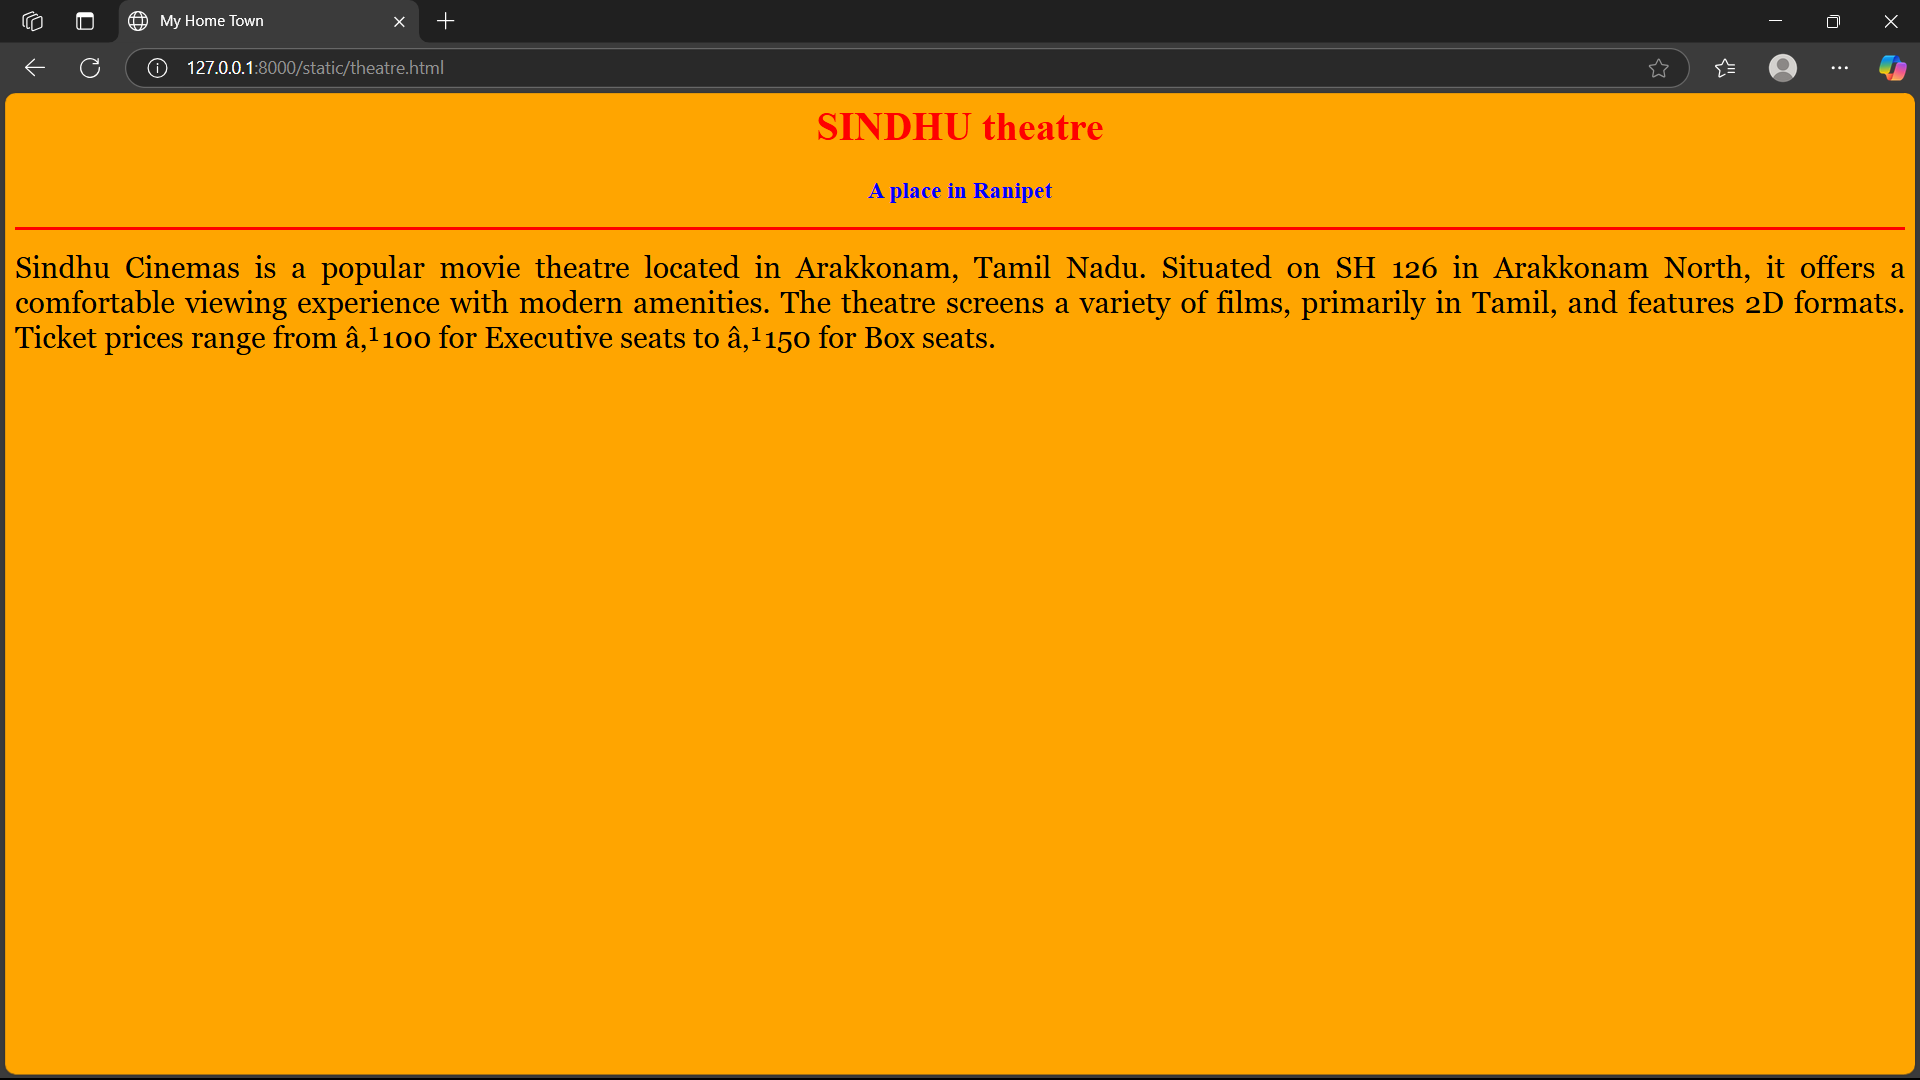 My Home Town
127.0.0.1:8000/static/theatre.html
SINDHU theatre
A place in Ranipet
Sindhu Cinemas is a popular movie theatre located in Arakkonam, Tamil Nadu. Situated on SH 126 in Arakkonam North, it offers a
comfortable viewing experience with modern amenities. The theatre screens a variety of films, primarily in Tamil, and features 2D formats.
Ticket prices range from â‚¹100 for Executive seats to â‚¹150 for Box seats.